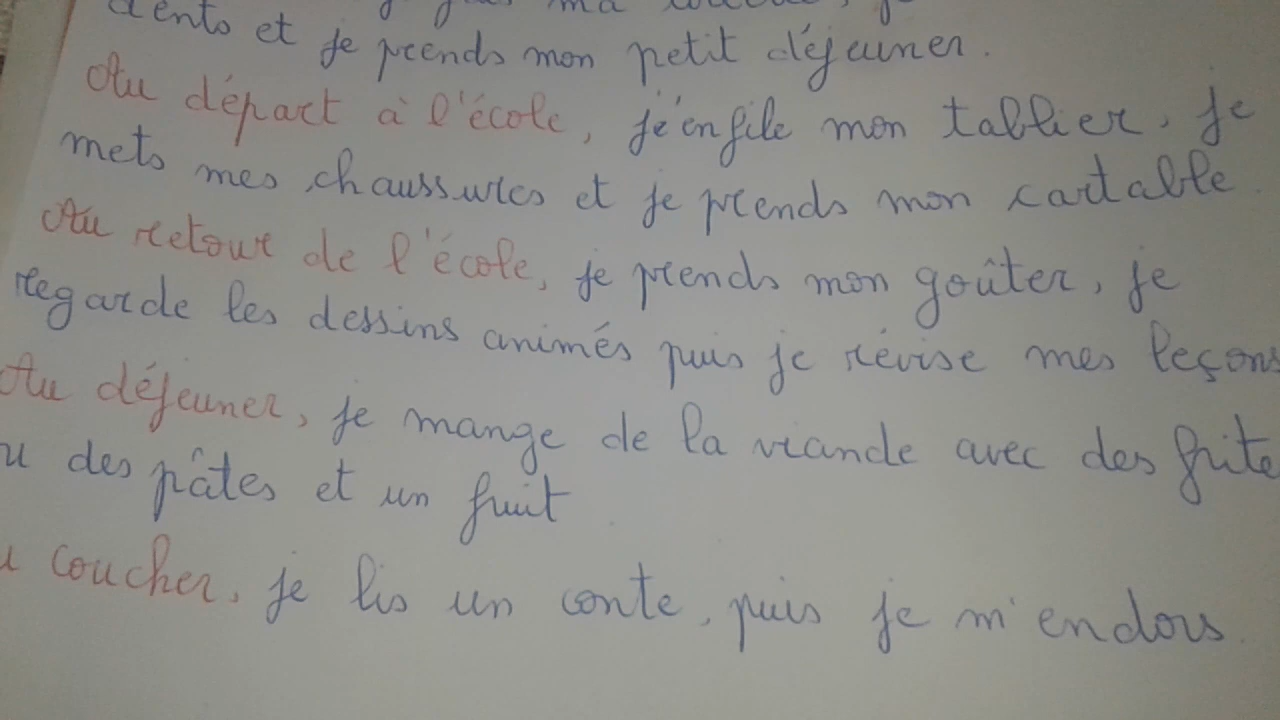 ma
dents et je prends mon petit déjeuner.
Au départ à l'école, j'enfile mon tablier, je
mets mes chaussures et je prends mon cartable.
Au retour de l'école, je prends mon goûter, je
regarde les dessins animés puis je révise mes leçons
Au déjeuner, je mange de la viande avec des frite
u des pâtes et un fruit.
u coucher, je lis un conte, puis je m'endors.